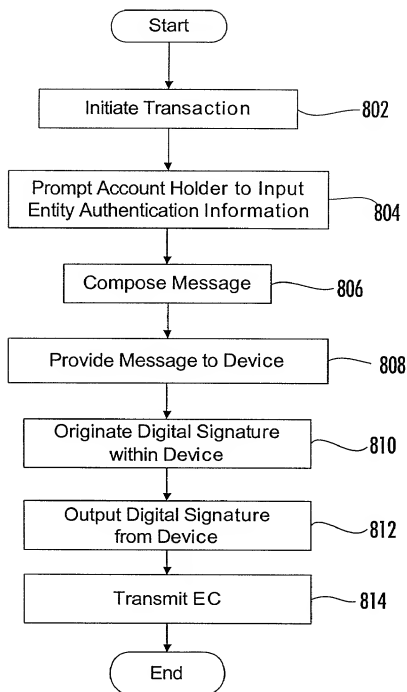 Start
Initiate Transaction
802
Prompt Account Holder to Input
Entity Authentication Information
804
Compose Message
806
Provide Message to Device
808
Originate Digital Signature
within Device
810
Output Digital Signature
from Device
812
Transmit EC
814
End